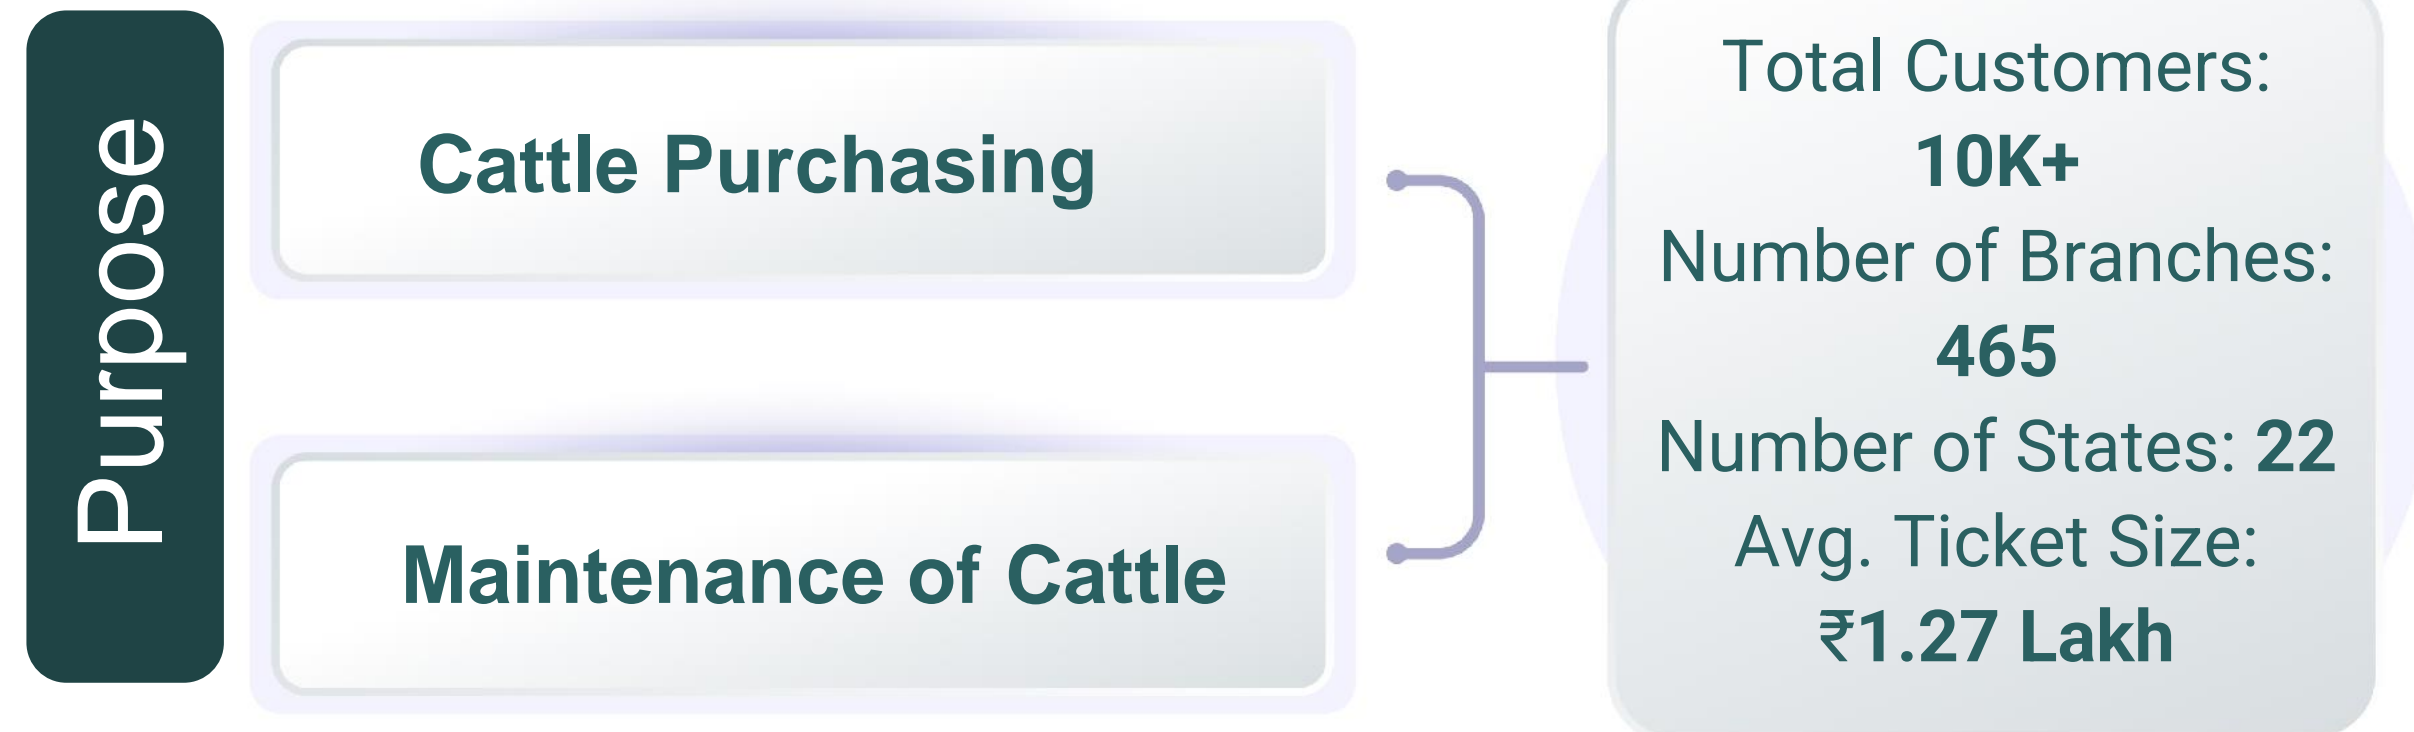 Purpose
Cattle Purchasing
Maintenance of Cattle
Total Customers:
10K+
Number of Branches:
465
Number of States: 22
Avg. Ticket Size:
₹1.27 Lakh